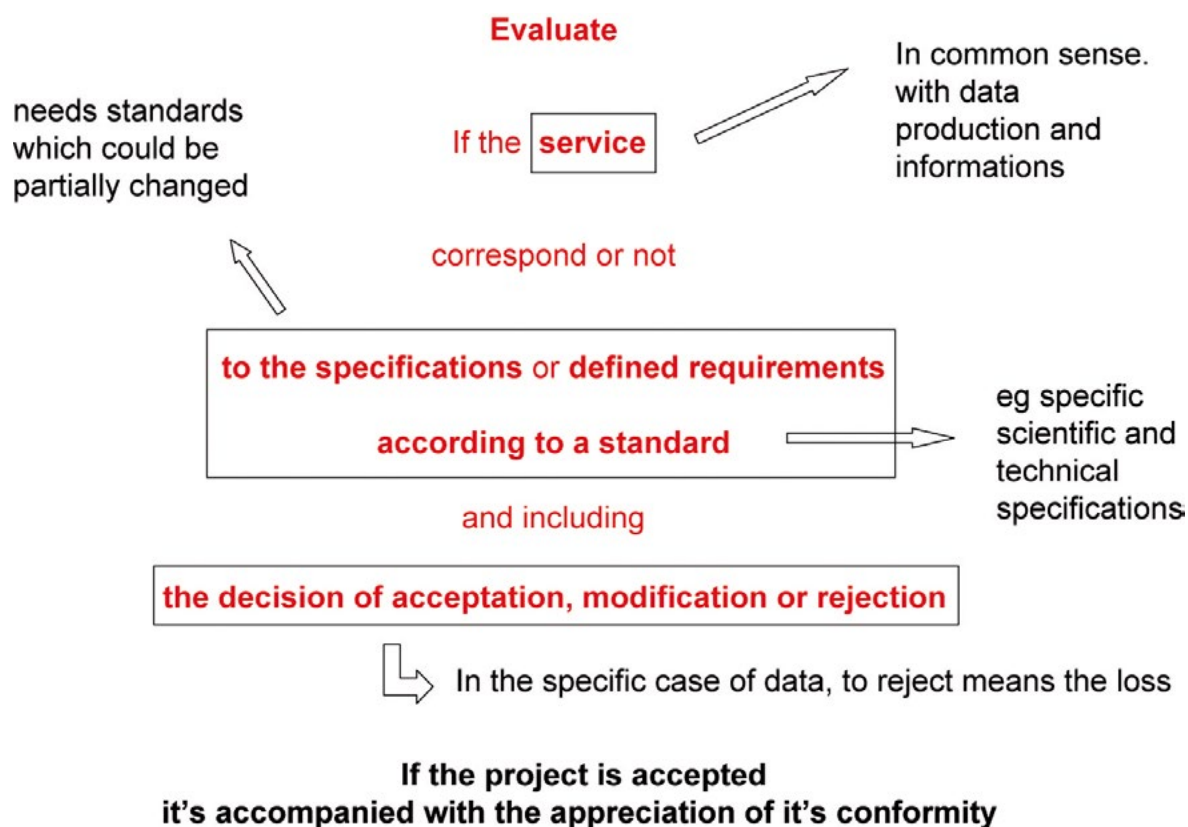 Evaluate
In common sense.
with data
production and
informations
needs standards
which could be
partially changed
If the service
correspond or not
to the specifications or defined requirements
according to a standard
eg specific
scientific and
technical
specifications
and including
the decision of acceptation, modification or rejection
In the specific case of data, to reject means the loss
If the project is accepted
it's accompanied with the appreciation of it's conformity